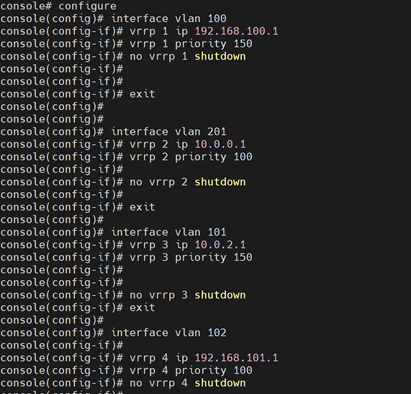 console# configure
console(config)# interface vlan 100
console(config-if)# vrrp 1 ip 192.168.100.1
console(config-if)# vrrp 1 priority 150
console(config-if)# no vrrp 1 shutdown
console(config-if)#
console(config-if)#
console(config-if)# exit
console(config)#
console(config)#
console(config)# interface vlan 201
console(config-if)# vrrp 2 ip 10.0.0.1
console(config-if)# vrrp 2 priority 100
console(config-if)#
console(config-if)# no vrrp 2 shutdown
console(config-if)#
console(config-if)# exit
console(config)#
console(config)# interface vlan 101
console(config-if)# vrrp 3 ip 10.0.2.1
console(config-if)# vrrp 3 priority 150
console(config-if)#
console(config-if)#
console(config-if)# no vrrp 3 shutdown
console(config-if)# exit
console(config)#
console(config)# interface vlan 102
console(config-if)#
console(config-if)# vrrp 4 ip 192.168.101.1
console(config-if)# vrrp 4 priority 100
console(config-if)# no vrrp 4 shutdown
console(config-if)#